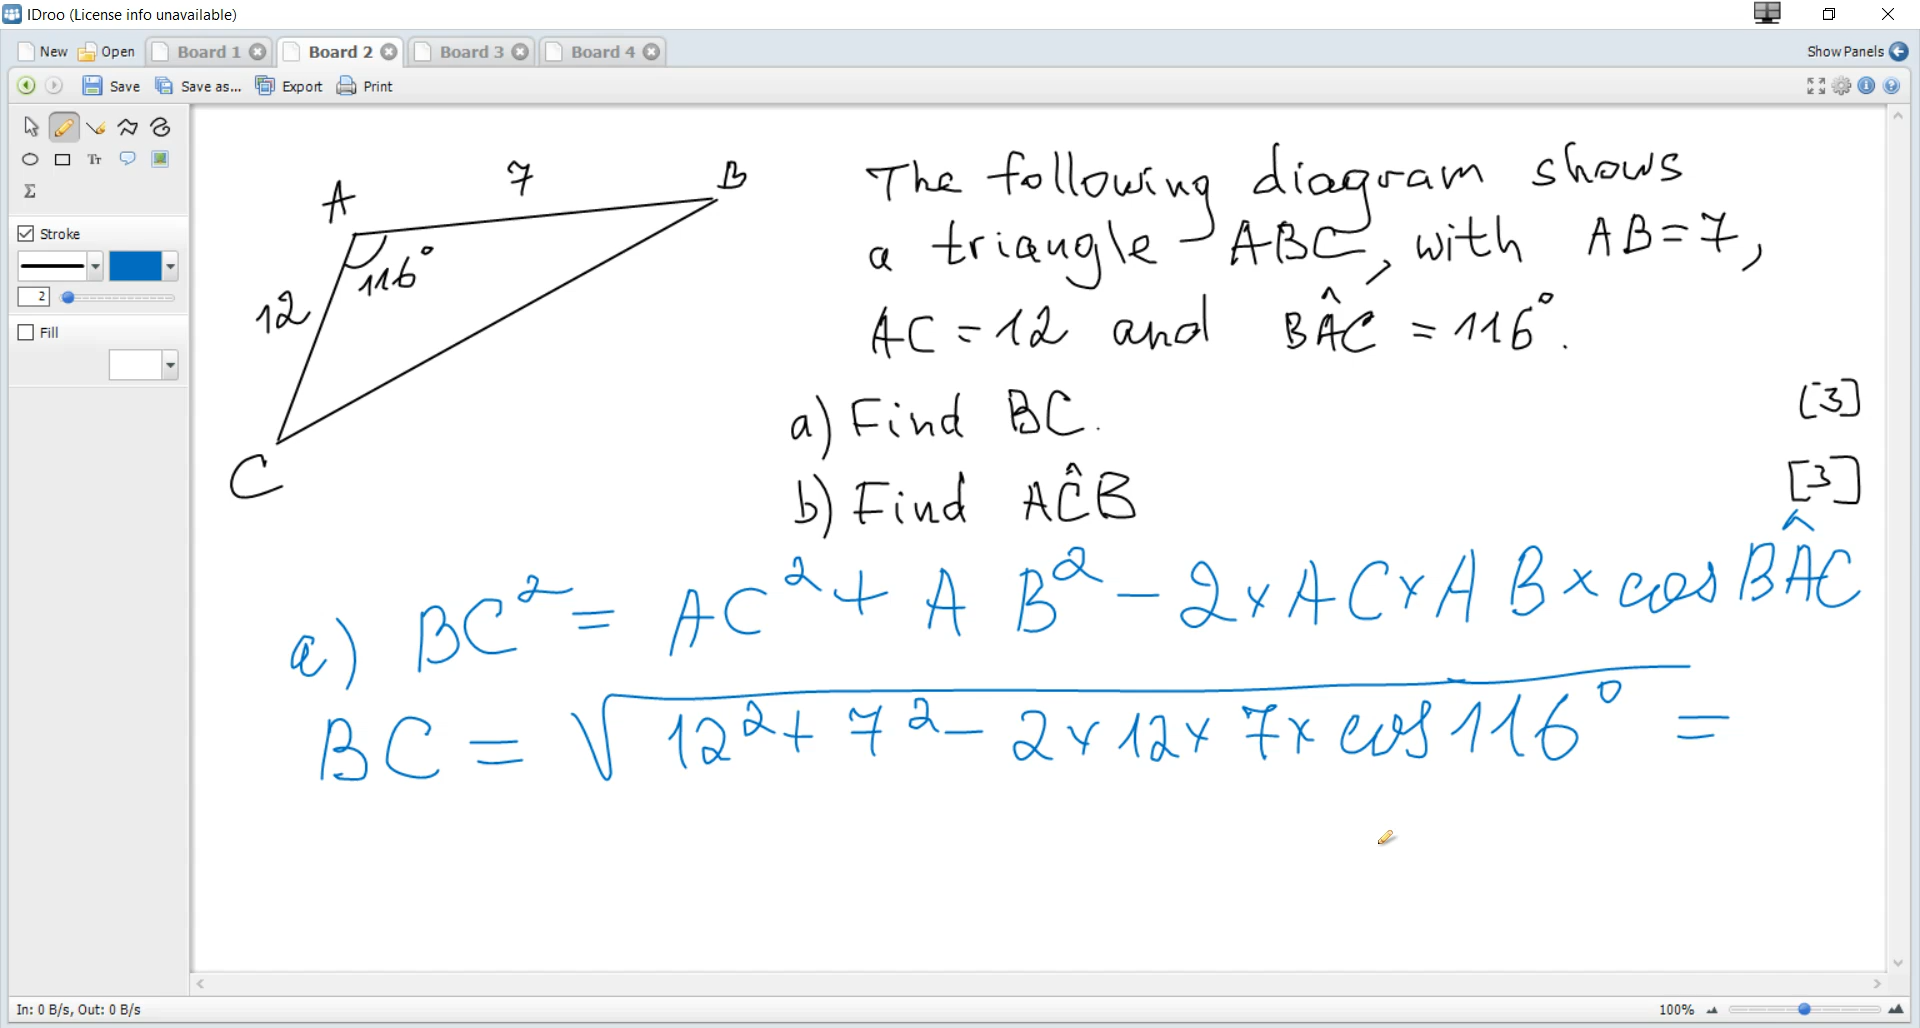 IDroo (License info unavailable)
New Open Board 1 Board 2 Board 3 Board 4 Show Panels
Save Save as... Export Print
Tt
Σ
Stroke
2
Fill
A 7 B
116°
12
C
The following diagram shows
a triangle ABC, with AB=7,
AC=12 and BÂC=116°.
a) Find BC. [3]
b) Find AĈB [3]
a) BC² = AC² + AB² - 2×AC×AB×cos BÂC
BC = √12² + 7² - 2×12×7×cos 116° =
In: 0 B/s, Out: 0 B/s 100%